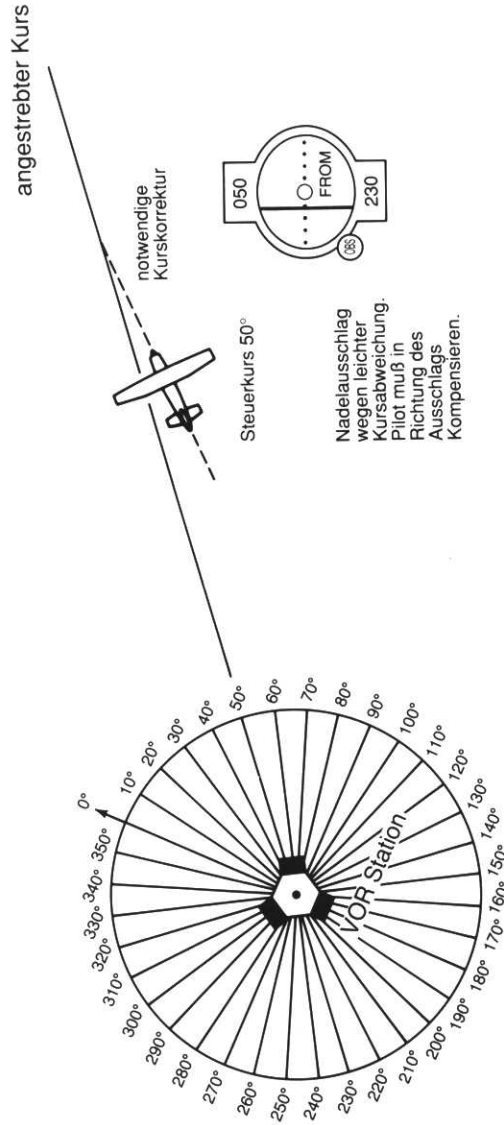 angestrebter Kurs
notwendige
Kurskorrektur
Steuerkurs 50°
050
FROM
230
OBS
Nadelausschlag
wegen leichter
Kursabweichung.
Pilot muß in
Richtung des
Ausschlags
Kompensieren.
0°
10°
20°
30°
40°
50°
60°
70°
80°
90°
100°
110°
120°
130°
140°
150°
160°
170°
180°
190°
200°
210°
220°
230°
240°
250°
260°
270°
280°
290°
300°
310°
320°
330°
340°
350°
VOR Station